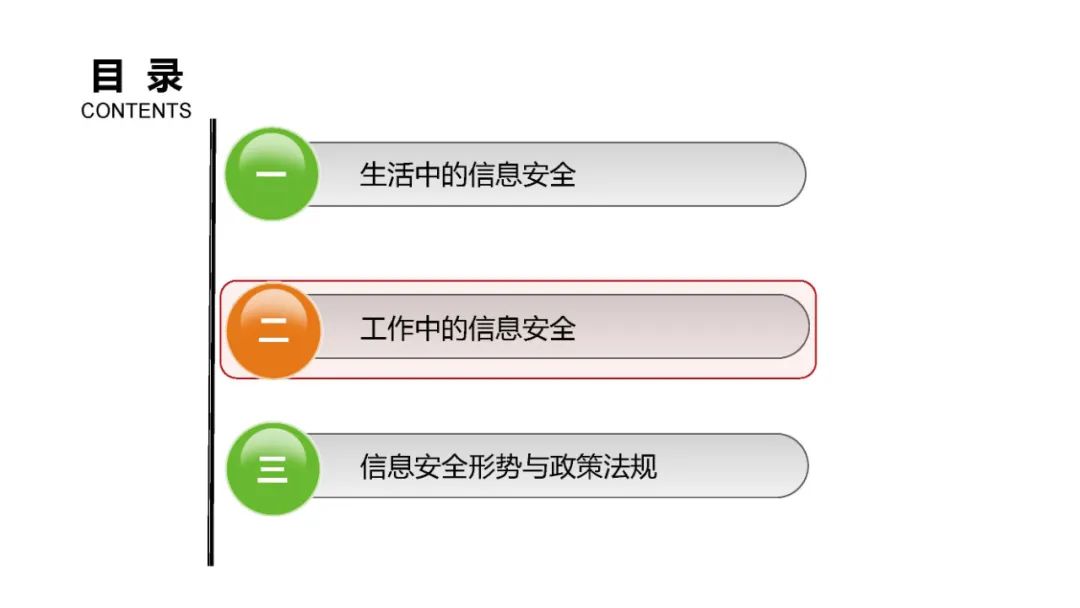 目 录
CONTENTS
一 生活中的信息安全
二 工作中的信息安全
三 信息安全形势与政策法规